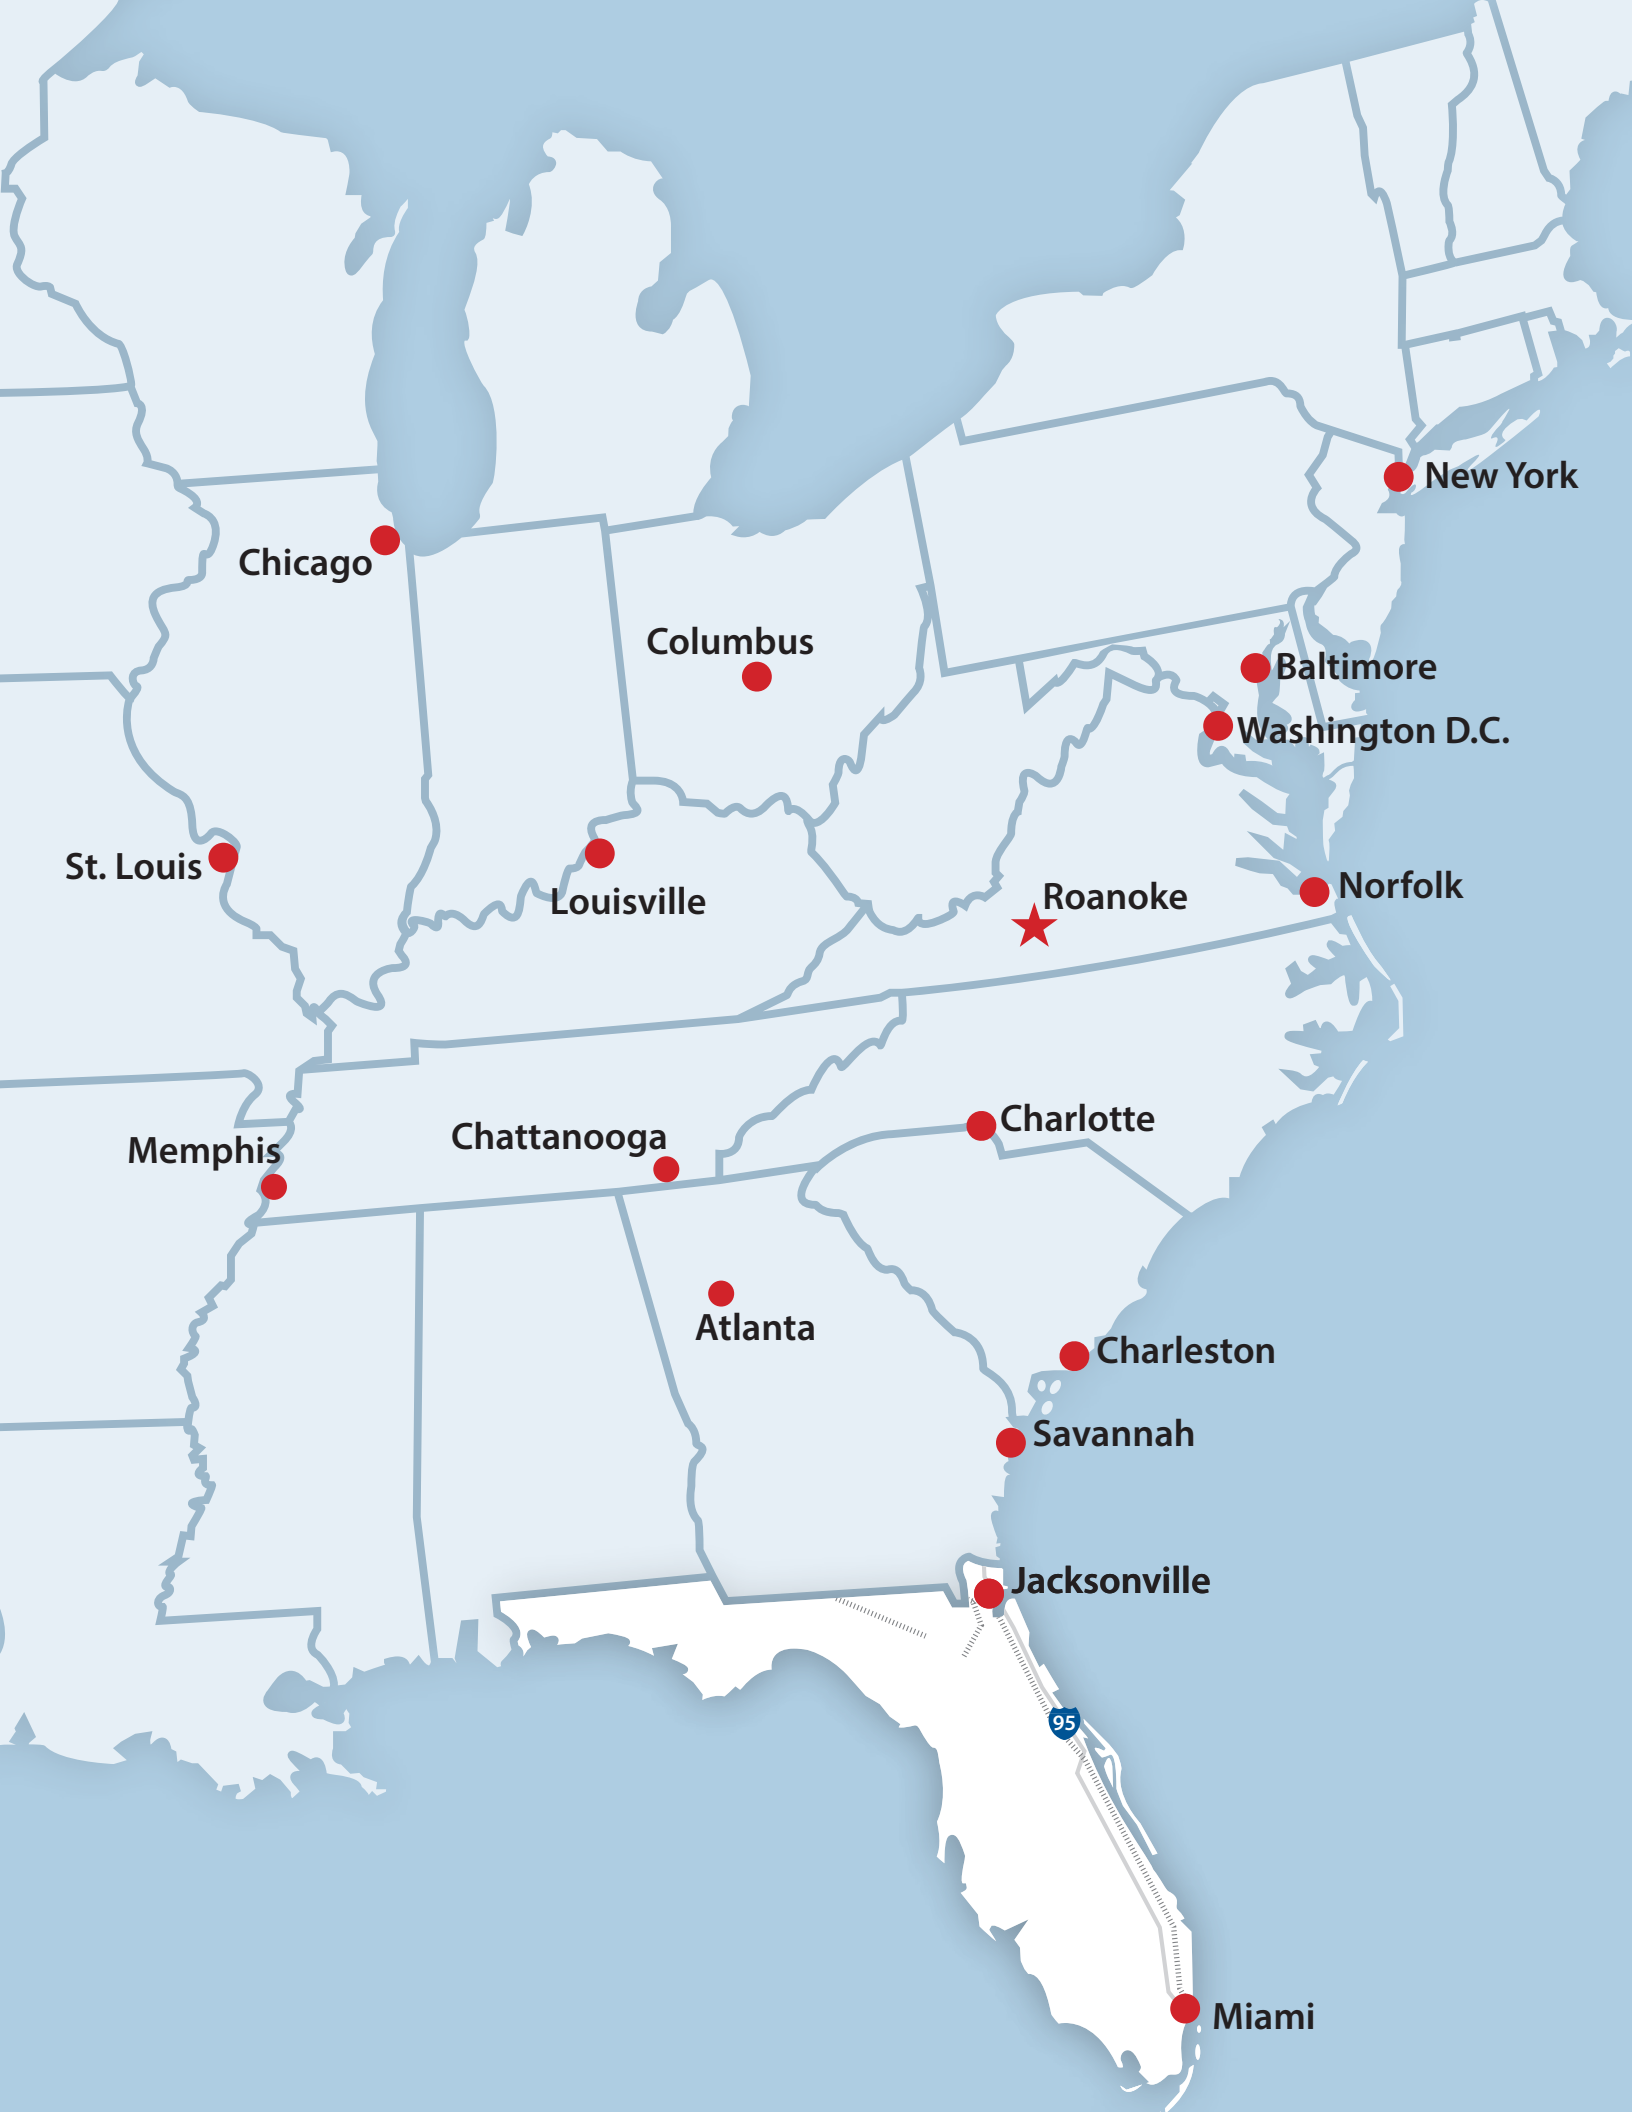 New York
Chicago
Columbus
Baltimore
Washington D.C.
St. Louis
Louisville
Roanoke
Norfolk
Charlotte
Chattanooga
Memphis
Atlanta
Charleston
Savannah
Jacksonville
95
Miami